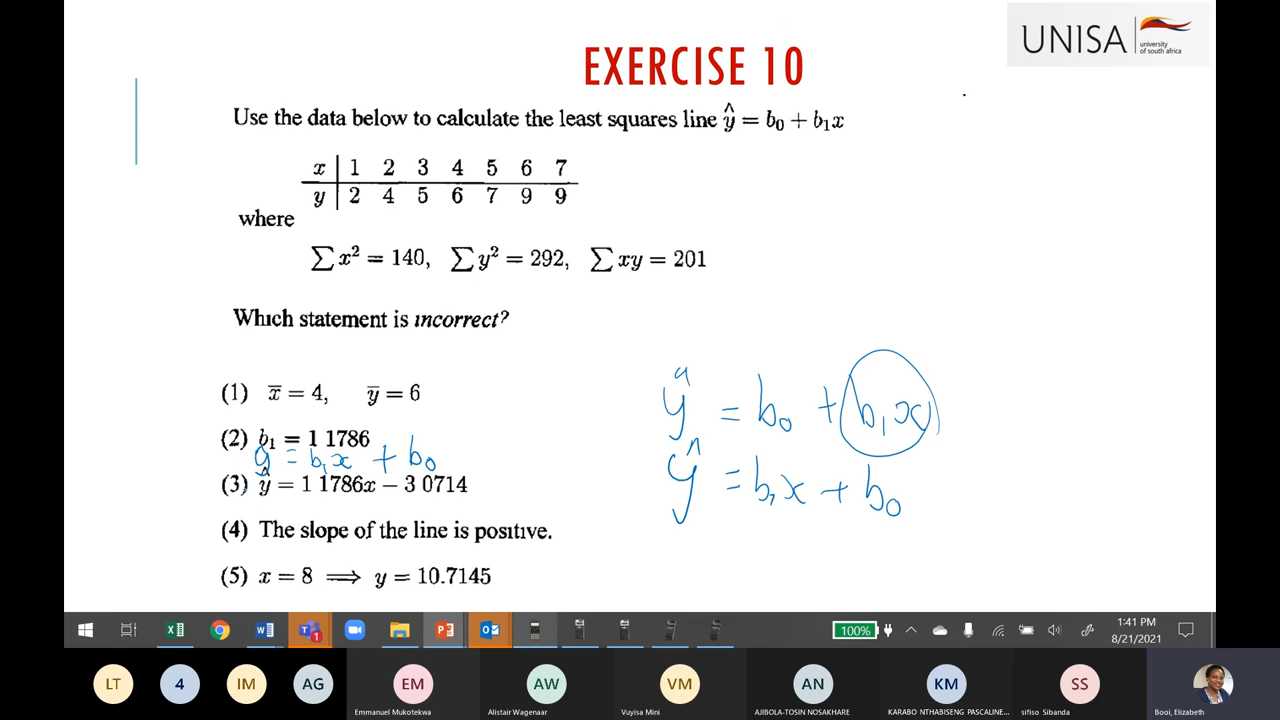 UNISA university of south africa
EXERCISE 10
Use the data below to calculate the least squares line ŷ = b₀ + b₁x
x | 1 2 3 4 5 6 7
y | 2 4 5 6 7 9 9
where
∑ x² = 140, ∑ y² = 292, ∑ xy = 201
Which statement is incorrect?
(1) x̅ = 4, y̅ = 6
(2) b₁ = 1 1786
y = b₁x + b₀
(3) ŷ = 1 1786x − 3 0714
(4) The slope of the line is positive.
(5) x = 8 ⟹ y = 10.7145
ŷ = b₀ + b₁x
ŷ = b₁x + b₀
100%
1:41 PM
8/21/2021
1
LT
4
IM
AG
EM
Emmanuel Mukotekwa
AW
Alistair Wagenaar
VM
Vuyisa Mini
AN
AJIBOLA-TOSIN NOSAKHARE
KM
KARABO NTHABISENG PASCALINE...
SS
sifiso Sibanda
Booi, Elizabeth